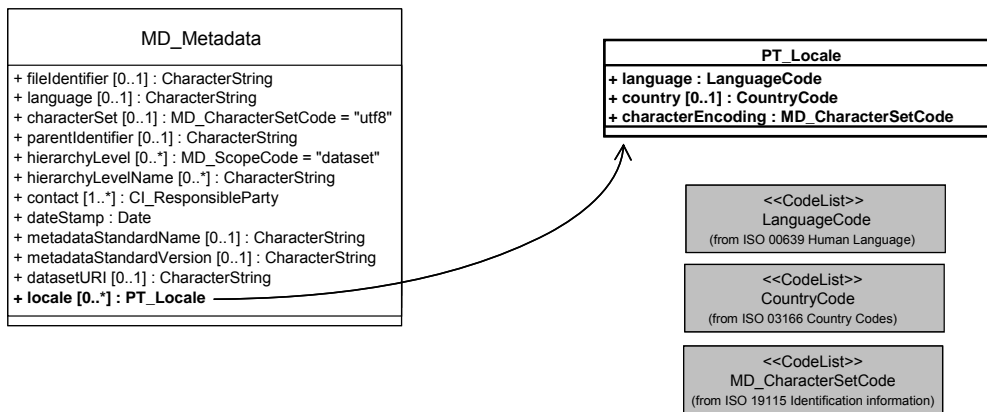 MD_Metadata
+ fileIdentifier [0..1] : CharacterString
+ language [0..1] : CharacterString
+ characterSet [0..1] : MD_CharacterSetCode = "utf8"
+ parentIdentifier [0..1] : CharacterString
+ hierarchyLevel [0..*] : MD_ScopeCode = "dataset"
+ hierarchyLevelName [0..*] : CharacterString
+ contact [1..*] : CI_ResponsibleParty
+ dateStamp : Date
+ metadataStandardName [0..1] : CharacterString
+ metadataStandardVersion [0..1] : CharacterString
+ datasetURI [0..1] : CharacterString
+ locale [0..*] : PT_Locale
PT_Locale
+ language : LanguageCode
+ country [0..1] : CountryCode
+ characterEncoding : MD_CharacterSetCode
<<CodeList>>
LanguageCode
(from ISO 00639 Human Language)
<<CodeList>>
CountryCode
(from ISO 03166 Country Codes)
<<CodeList>>
MD_CharacterSetCode
(from ISO 19115 Identification information)